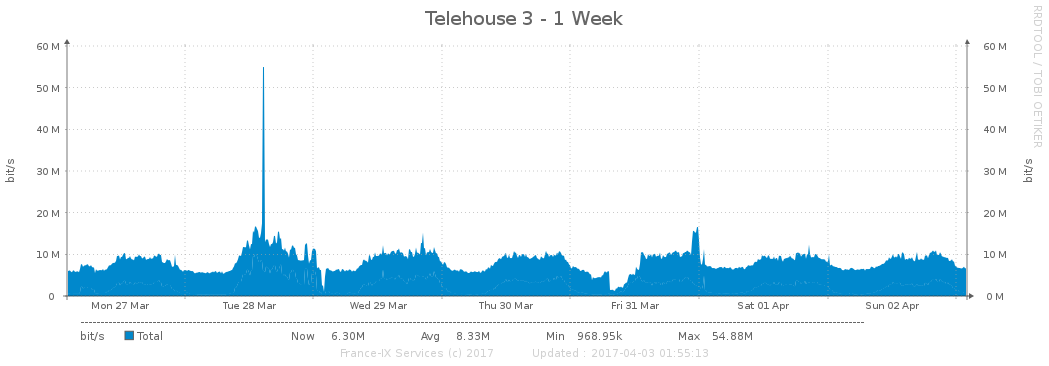 Telehouse 3 - 1 Week
RRDTOOL / TOBI OETIKER
60 M 60 M
50 M 50 M
40 M 40 M
30 M 30 M
20 M 20 M
10 M 10 M
0 0 M
bit/s bit/s
Mon 27 Mar Tue 28 Mar Wed 29 Mar Thu 30 Mar Fri 31 Mar Sat 01 Apr Sun 02 Apr
bit/s Total Now 6.30M Avg 8.33M Min 968.95k Max 54.88M
France-IX Services (c) 2017 Updated : 2017-04-03 01:55:13